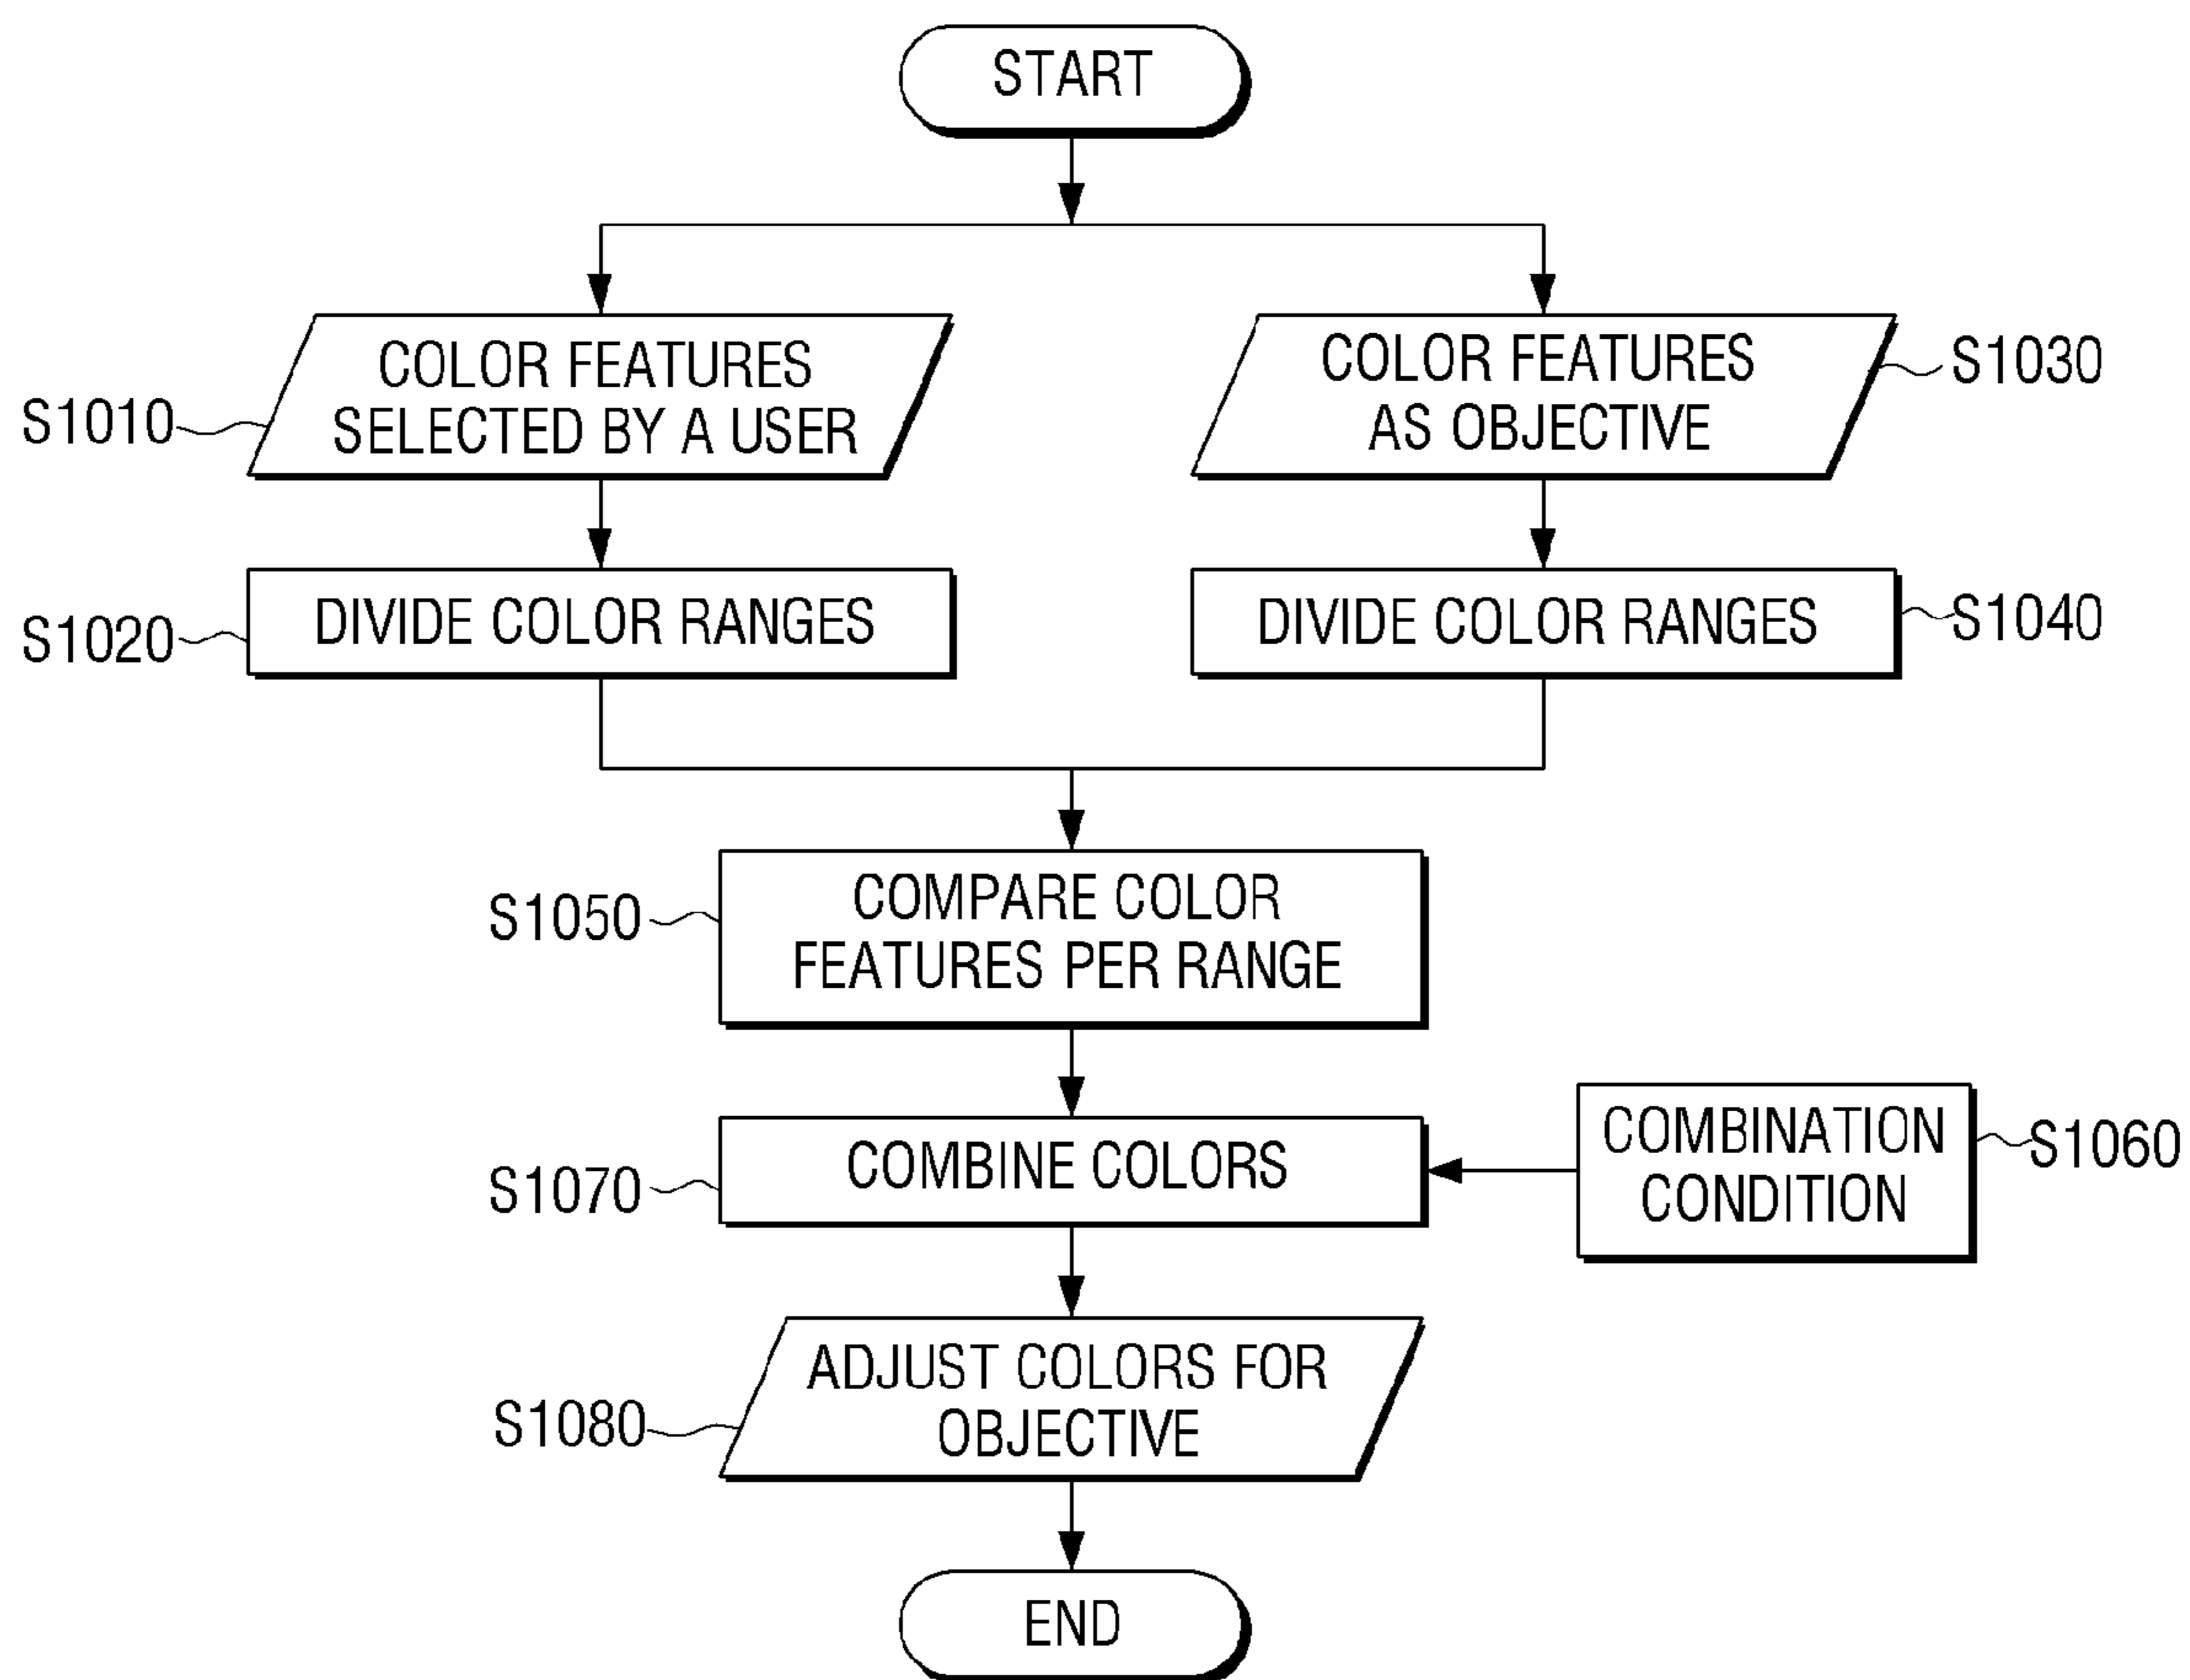 START
COLOR FEATURES
SELECTED BY A USER
S1010
COLOR FEATURES
AS OBJECTIVE
S1030
DIVIDE COLOR RANGES
S1020
DIVIDE COLOR RANGES
S1040
COMPARE COLOR
FEATURES PER RANGE
S1050
COMBINE COLORS
S1070
COMBINATION
CONDITION
S1060
ADJUST COLORS FOR
OBJECTIVE
S1080
END